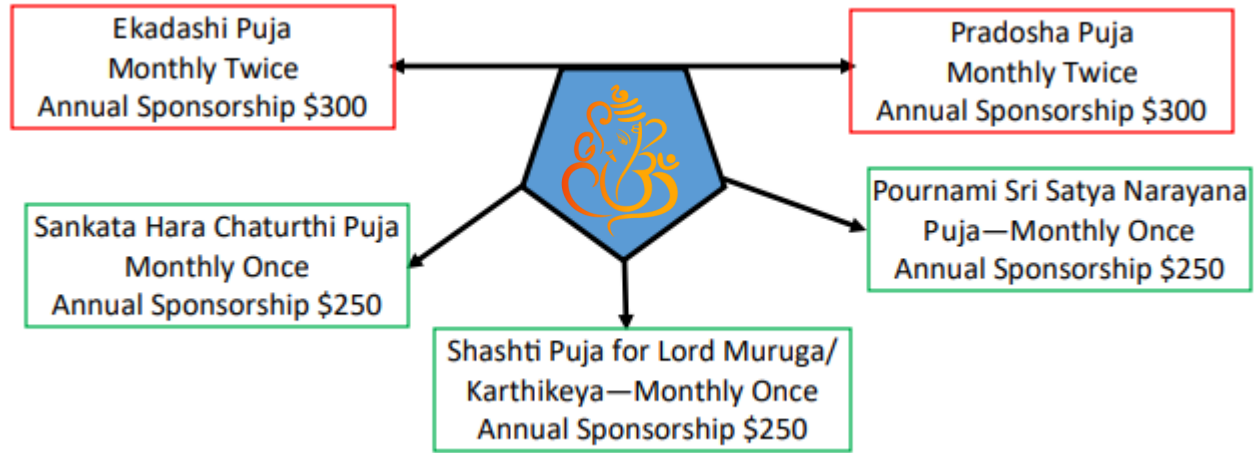 Ekadashi Puja
Monthly Twice
Annual Sponsorship $300
Pradosha Puja
Monthly Twice
Annual Sponsorship $300
Sankata Hara Chaturthi Puja
Monthly Once
Annual Sponsorship $250
Pournami Sri Satya Narayana
Puja—Monthly Once
Annual Sponsorship $250
Shashti Puja for Lord Muruga/
Karthikeya—Monthly Once
Annual Sponsorship $250